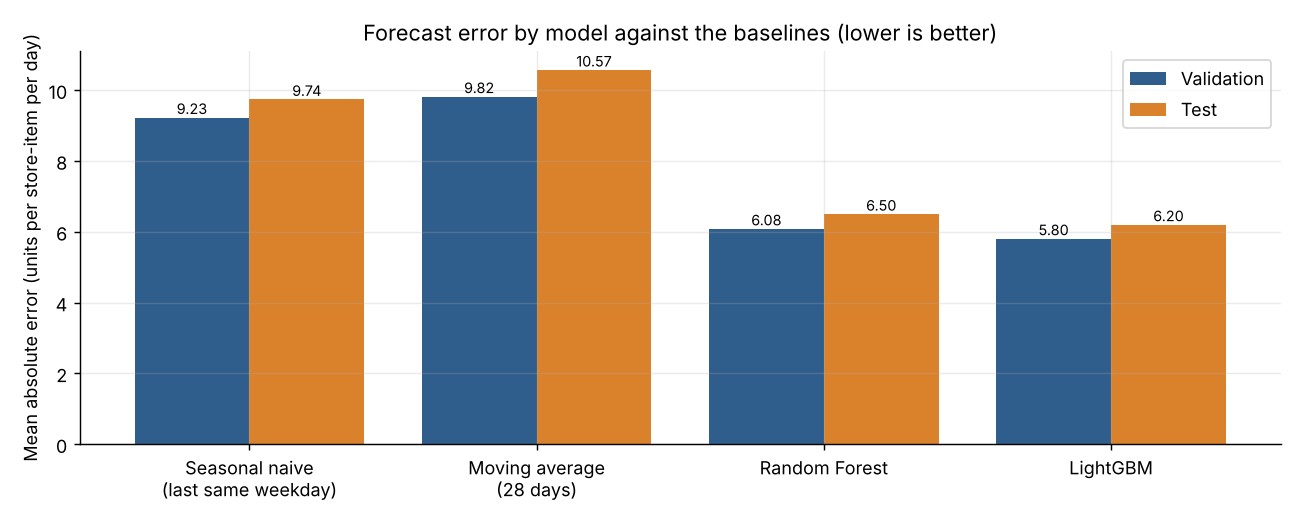 Forecast error by model against the baselines (lower is better)
Mean absolute error (units per store-item per day)
10
8
6
4
2
0
9.23
9.74
9.82
10.57
6.08
6.50
5.80
6.20
Validation
Test
Seasonal naive
(last same weekday)
Moving average
(28 days)
Random Forest
LightGBM